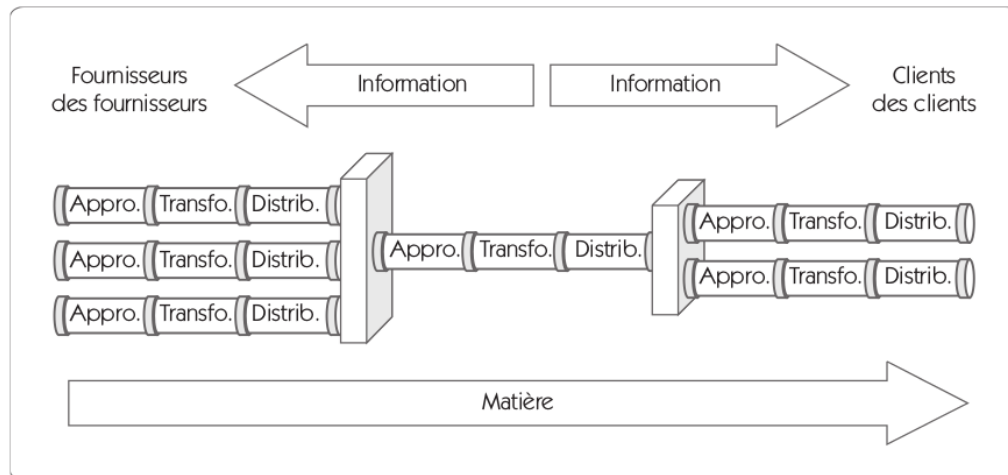 Fournisseurs
des fournisseurs
Information
Information
Clients
des clients
Appro. Transfo. Distrib.
Appro. Transfo. Distrib.
Appro. Transfo. Distrib.
Appro. Transfo. Distrib.
Appro. Transfo. Distrib.
Appro. Transfo. Distrib.
Matière